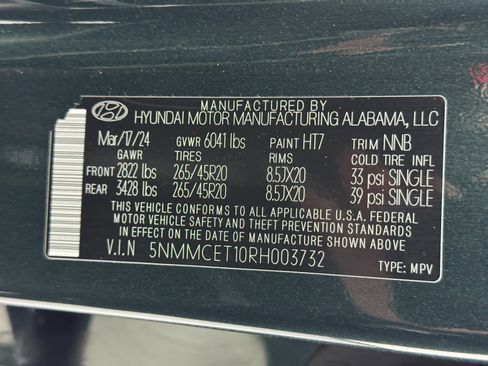 MANUFACTURED BY
HYUNDAI MOTOR MANUFACTURING ALABAMA, LLC
Mar/17/24 GVWR 6041 lbs PAINT HT7 TRIM NNB
GAWR TIRES RIMS COLD TIRE INFL
FRONT 2822 lbs 265/45R20 8.5JX20 33 psi SINGLE
REAR 3428 lbs 265/45R20 8.5JX20 39 psi SINGLE
THIS VEHICLE CONFORMS TO ALL APPLICABLE U.S.A. FEDERAL
MOTOR VEHICLE SAFETY AND BUMPER STANDARDS
IN EFFECT ON THE DATE OF MANUFACTURE SHOWN ABOVE
V.I.N 5NMMCET10RH003732
TYPE: MPV